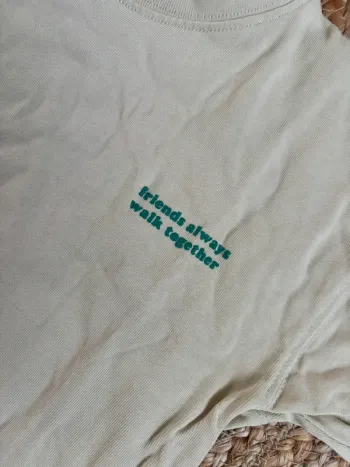 friends always
walk together